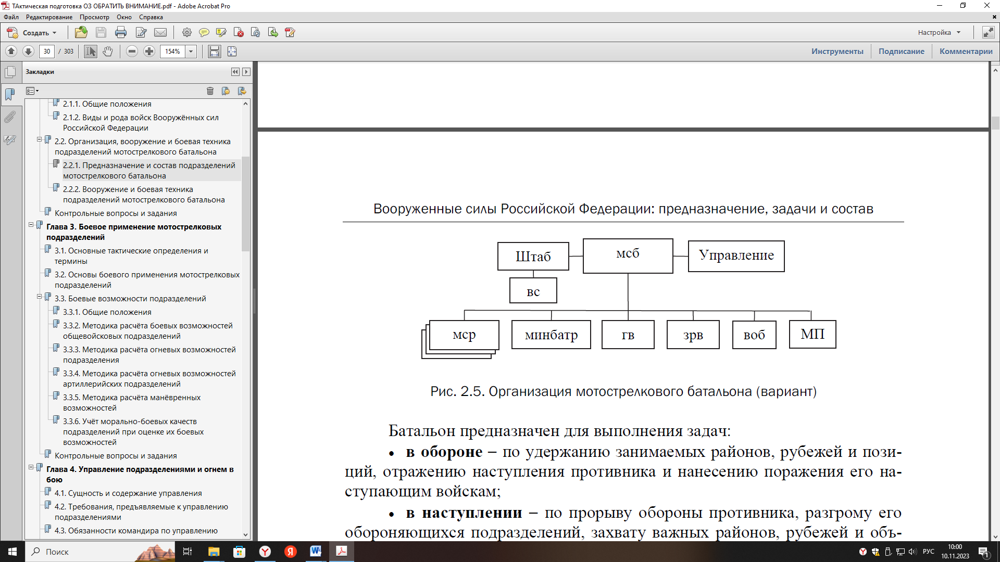 ТАктическая подготовка ОЗ ОБРАТИТЬ ВНИМАНИЕ.pdf - Adobe Acrobat Pro
Файл Редактирование Просмотр Окно Справка
Создать
Настройка
30 / 303
154%
Инструменты
Подписание
Комментарии
Закладки
2.1.1. Общие положения
2.1.2. Виды и рода войск Вооружённых сил
Российской Федерации
2.2. Организация, вооружение и боевая техника
подразделений мотострелкового батальона
2.2.1. Предназначение и состав подразделений
мотострелкового батальона
2.2.2. Вооружение и боевая техника
подразделений мотострелкового батальона
Контрольные вопросы и задания
Глава 3. Боевое применение мотострелковых
подразделений
3.1. Основные тактические определения и
термины
3.2. Основы боевого применения мотострелковых
подразделений
3.3. Боевые возможности подразделений
3.3.1. Общие положения
3.3.2. Методика расчёта боевых возможностей
общевойсковых подразделений
3.3.3. Методика расчёта огневых возможностей
подразделения
3.3.4. Методика расчёта огневых возможностей
артиллерийских подразделений
3.3.5. Методика расчёта манёвренных
возможностей
3.3.6. Учёт морально-боевых качеств
подразделений при оценке их боевых
возможностей
Контрольные вопросы и задания
Глава 4. Управление подразделениями и огнем в
бою
4.1. Сущность и содержание управления
4.2. Требования, предъявляемые к управлению
подразделениями
4.3. Обязанности командира по управлению
Вооруженные силы Российской Федерации: предназначение, задачи и состав
Штаб
мсб
Управление
вс
мср
минбатр
гв
зрв
воб
МП
Рис. 2.5. Организация мотострелкового батальона (вариант)
Батальон предназначен для выполнения задач:
• в обороне – по удержанию занимаемых районов, рубежей и пози-
ций, отражению наступления противника и нанесению поражения его на-
ступающим войскам;
• в наступлении – по прорыву обороны противника, разгрому его
обороняющихся подразделений, захвату важных районов, рубежей и объ-
Поиск
РУС
10:00
10.11.2023
1